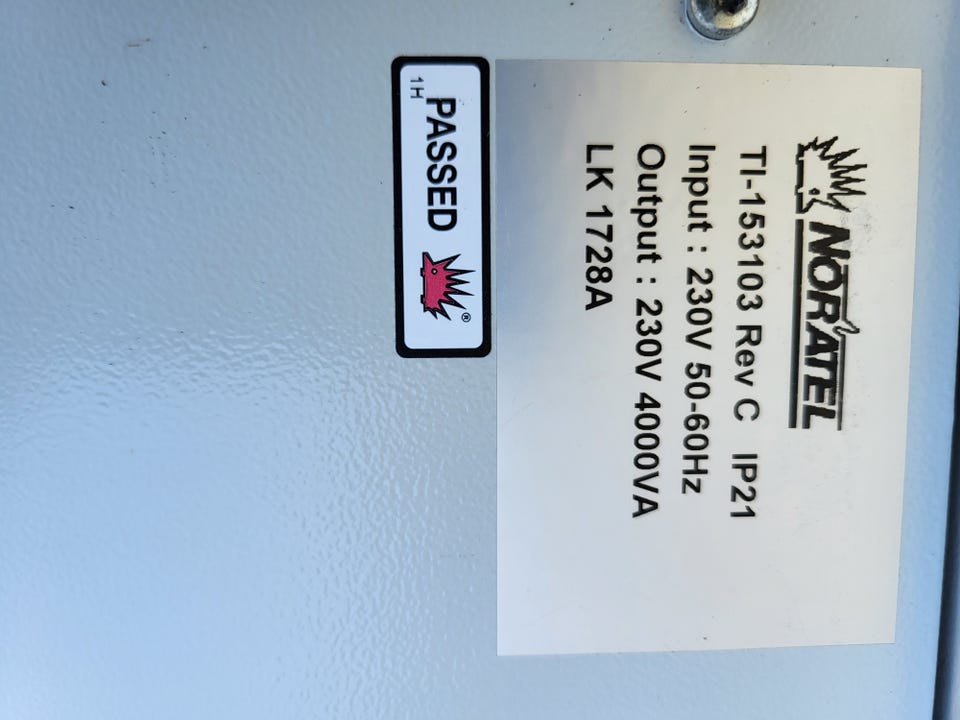 NORATEL
TI-153103 Rev C IP21
Input : 230V 50-60Hz
Output : 230V 4000VA
LK 1728A
PASSED ®
1H